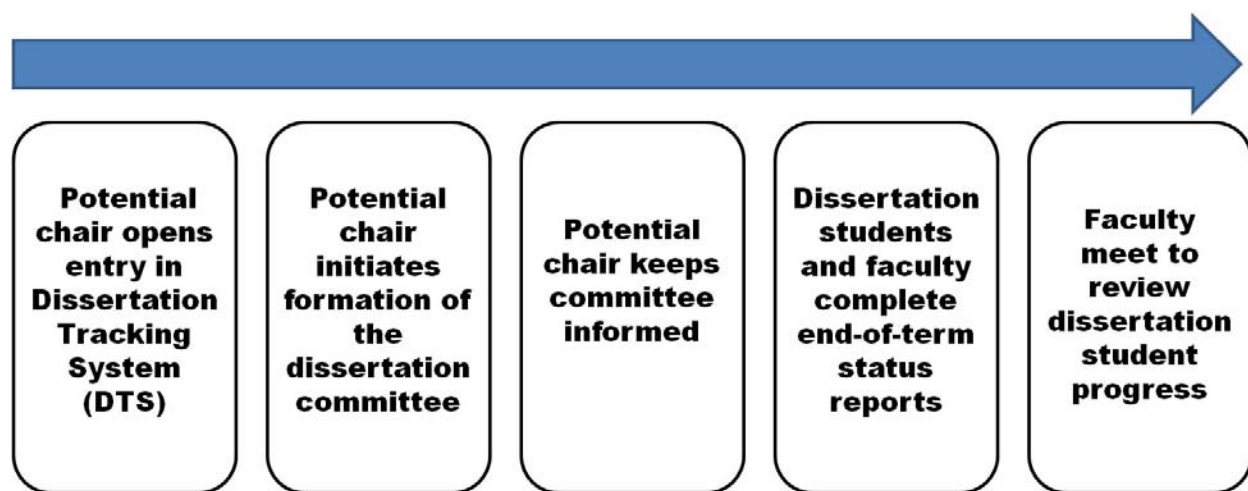 Potential
chair opens
entry in
Dissertation
Tracking
System
(DTS)
Potential
chair
initiates
formation of
the
dissertation
committee
Potential
chair keeps
committee
informed
Dissertation
students
and faculty
complete
end-of-term
status
reports
Faculty
meet to
review
dissertation
student
progress